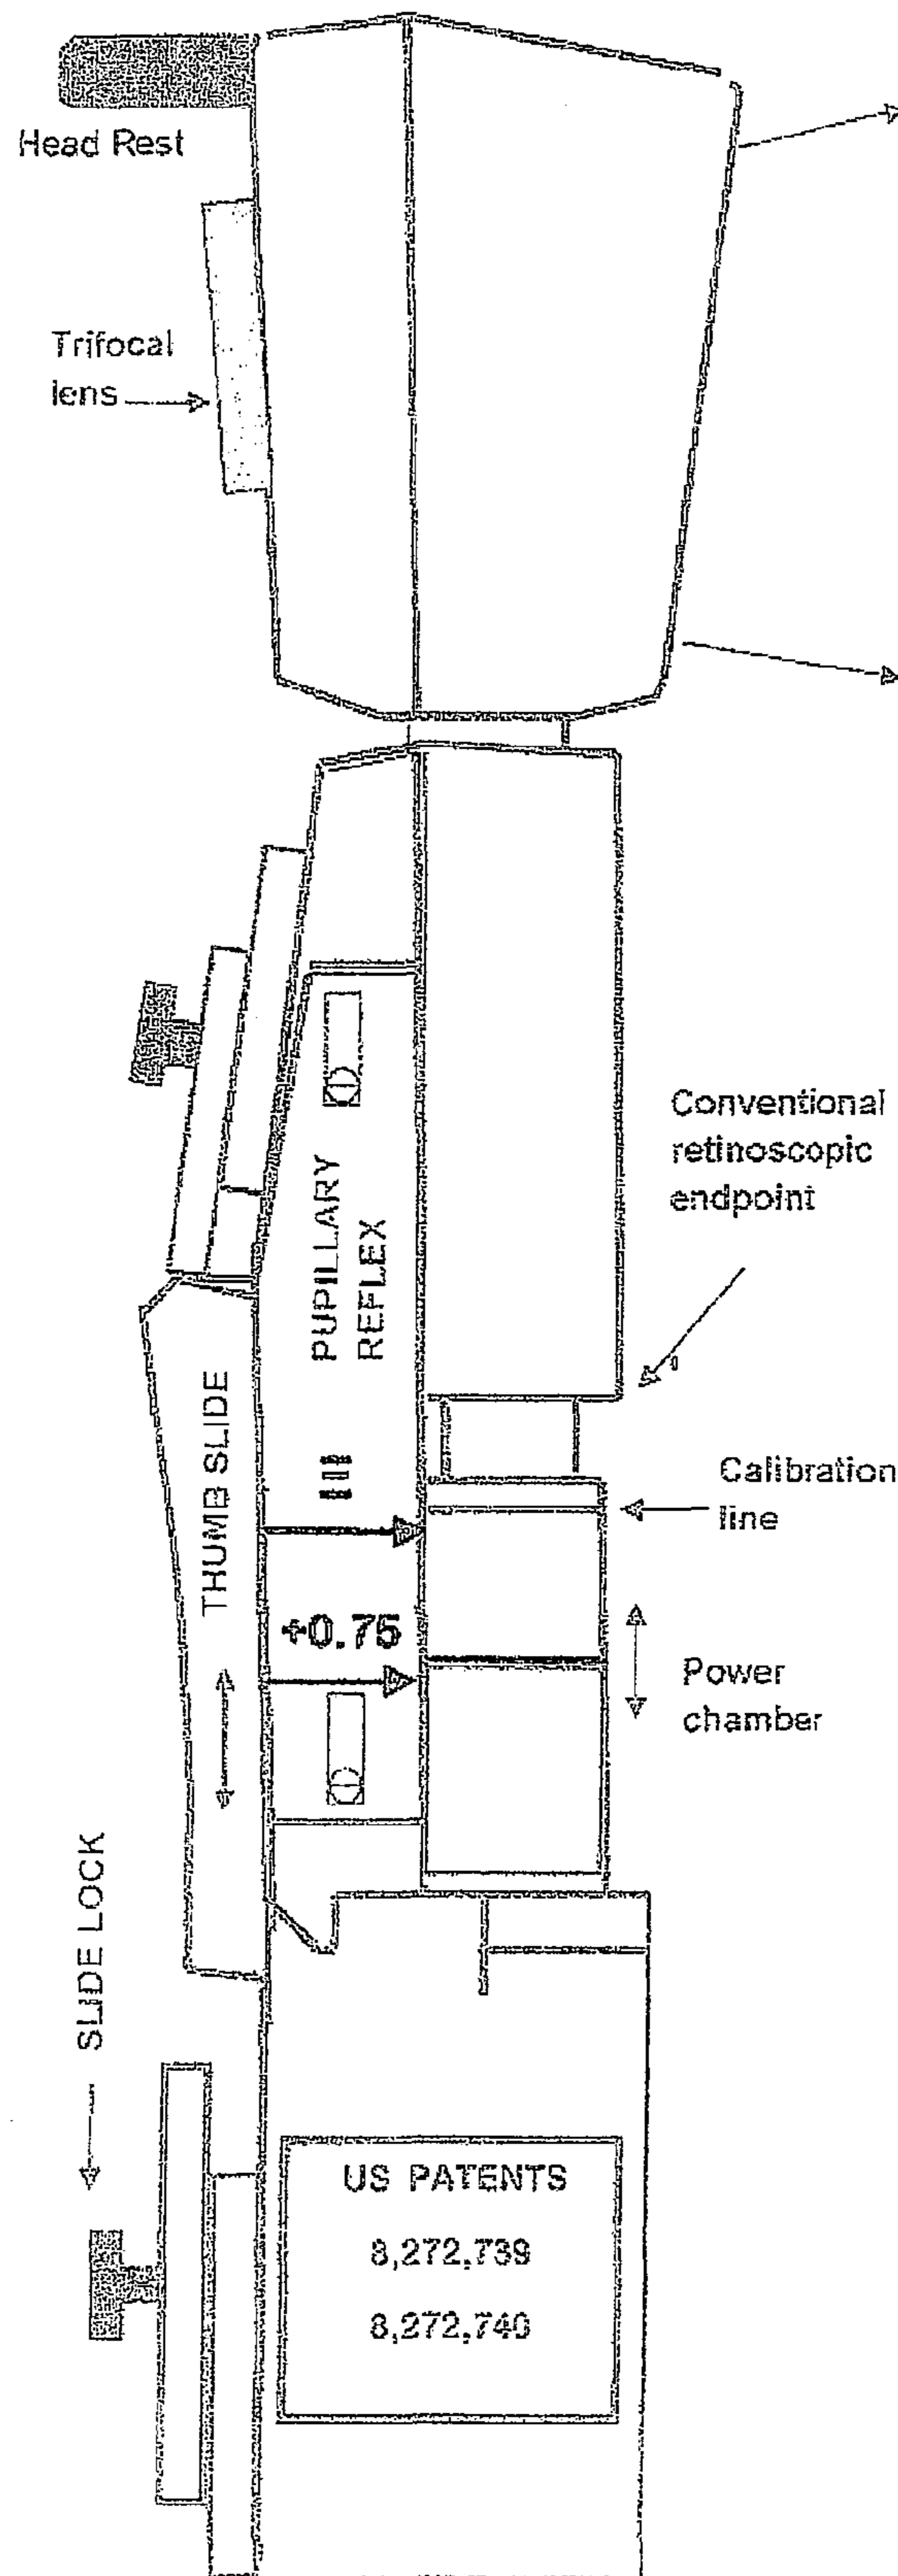 Head Rest
Trifocal
lens
PUPILLARY
REFLEX
Conventional
retinoscopic
endpoint
THUMB SLIDE
Calibration
line
+0.75
Power
chamber
SLIDE LOCK
US PATENTS
8,272,739
8,272,740